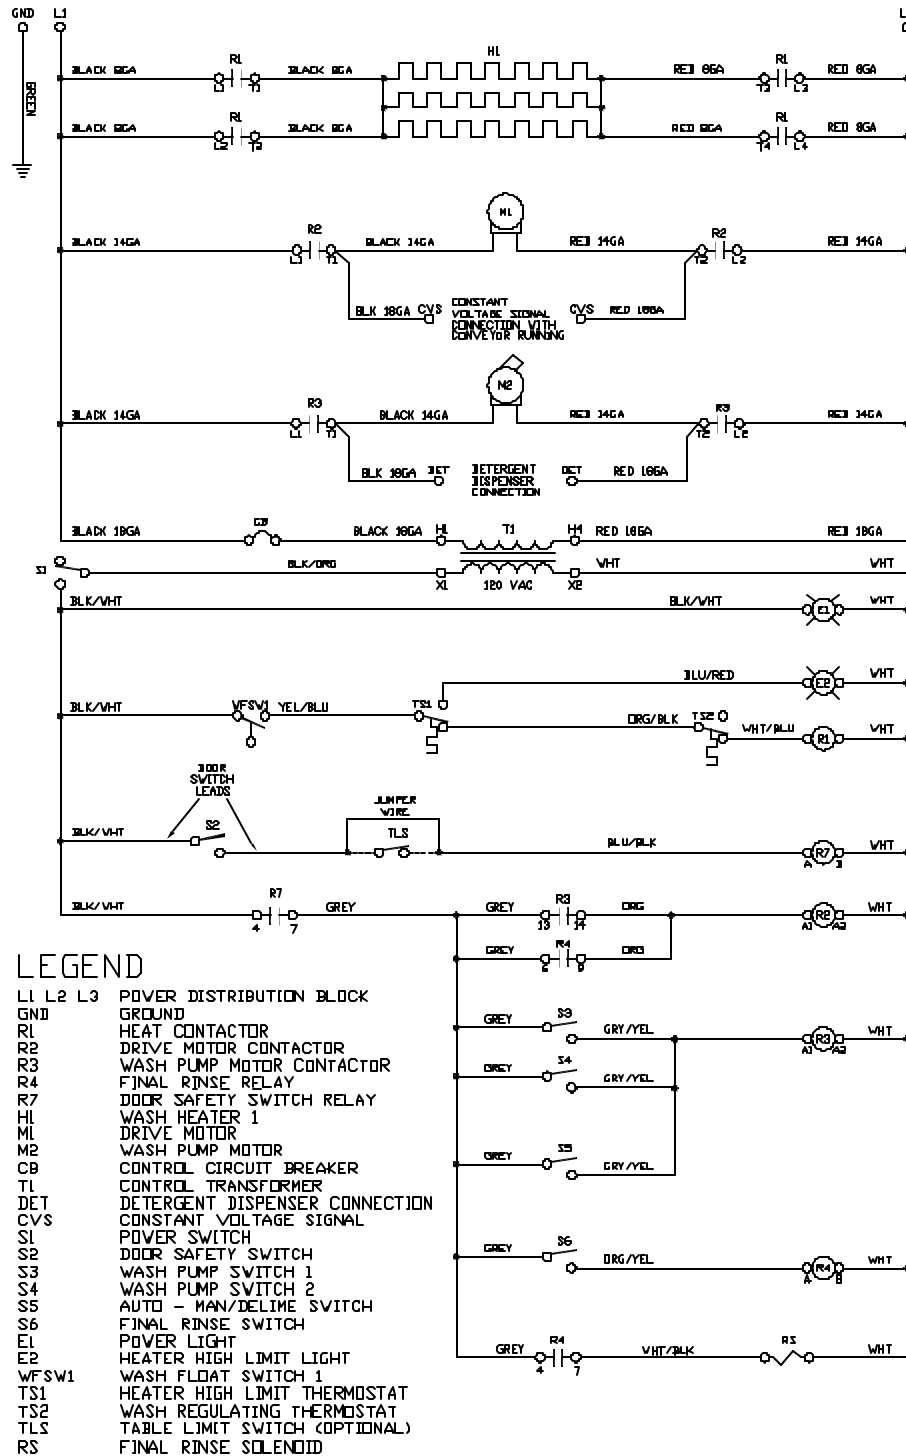 GND L1 L
R1 H1 R1
BLACK 8GA BLACK 8GA RED 8GA RED 8GA
L1 T1 T3 L3
GREEN
R1 R1
BLACK 8GA BLACK 8GA RED 8GA RED 8GA
L2 T2 T4 L4
M1
R2 R2
BLACK 14GA BLACK 14GA RED 14GA RED 14GA
L1 T1 T2 L2
BLK 18GA CVS CONSTANT CVS RED 18GA
VOLTAGE SIGNAL
CONNECTION WITH
CONVEYOR RUNNING
M2
R3 R3
BLACK 14GA BLACK 14GA RED 14GA RED 14GA
L1 T1 T2 L2
BLK 18GA DET DETERGENT DET RED 18GA
DISPENSER
CONNECTION
CB
BLACK 18GA BLACK 18GA H1 T1 H4 RED 18GA RED 18GA
S1 BLK/ORG WHT WHT
X1 120 VAC X2
BLK/WHT BLK/WHT E1 WHT
BLU/RED E2 WHT
BLK/WHT WFSW1 YEL/BLU TS1
ORG/BLK TS2 WHT/BLU R1 WHT
DOOR
SWITCH
LEADS
JUMPER
WIRE
BLK/WHT S2 TLS BLU/BLK R7 WHT
A B
BLK/WHT R7 GREY GREY R3 ORG R2 WHT
4 7 13 14 A1 A2
GREY R4 ORG
6 9
GREY S3 GRY/YEL R3 WHT
A1 A2
GREY S4 GRY/YEL
GREY S5 GRY/YEL
GREY S6 ORG/YEL R4 WHT
A B
GREY R4 WHT/BLK RS WHT
4 7
LEGEND
L1 L2 L3 POWER DISTRIBUTION BLOCK
GND GROUND
R1 HEAT CONTACTOR
R2 DRIVE MOTOR CONTACTOR
R3 WASH PUMP MOTOR CONTACTOR
R4 FINAL RINSE RELAY
R7 DOOR SAFETY SWITCH RELAY
H1 WASH HEATER 1
M1 DRIVE MOTOR
M2 WASH PUMP MOTOR
CB CONTROL CIRCUIT BREAKER
T1 CONTROL TRANSFORMER
DET DETERGENT DISPENSER CONNECTION
CVS CONSTANT VOLTAGE SIGNAL
S1 POWER SWITCH
S2 DOOR SAFETY SWITCH
S3 WASH PUMP SWITCH 1
S4 WASH PUMP SWITCH 2
S5 AUTO - MAN/DELIME SWITCH
S6 FINAL RINSE SWITCH
E1 POWER LIGHT
E2 HEATER HIGH LIMIT LIGHT
WFSW1 WASH FLOAT SWITCH 1
TS1 HEATER HIGH LIMIT THERMOSTAT
TS2 WASH REGULATING THERMOSTAT
TLS TABLE LIMIT SWITCH (OPTIONAL)
RS FINAL RINSE SOLENOID